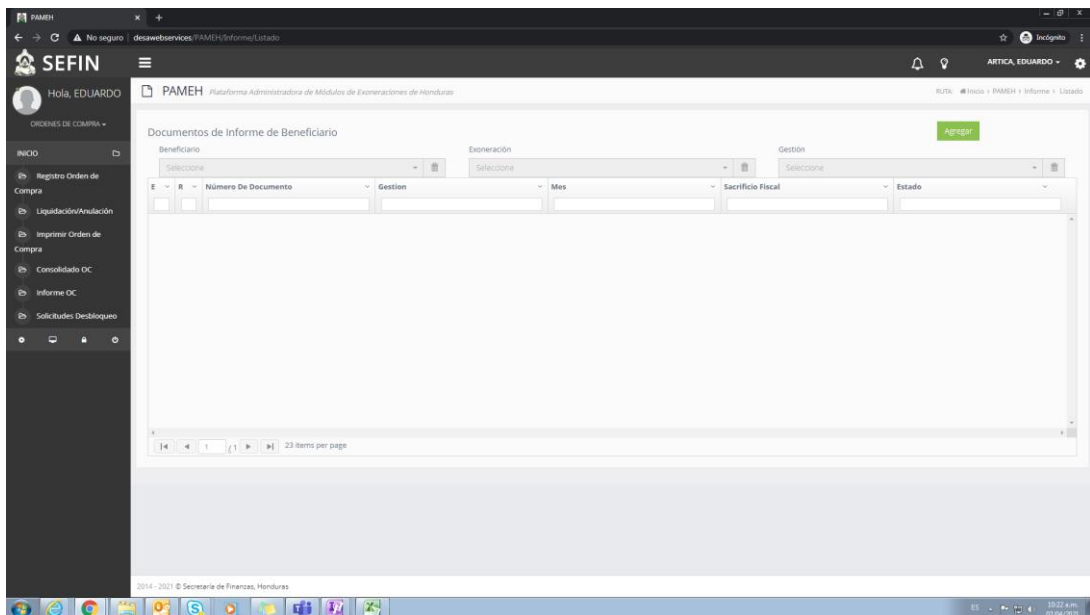 PAMEH
No seguro | desawebservices/PAMEH/Informe/Listado
Incógnito
SEFIN
ARTICA, EDUARDO
Hola, EDUARDO
PAMEH Plataforma Administradora de Módulos de Exoneraciones de Honduras
RUTA: Inicio > PAMEH > Informe > Listado
ORDENES DE COMPRA
Documentos de Informe de Beneficiario
Agregar
INICIO
Beneficiario Exoneración Gestión
Seleccione Seleccione Seleccione
Registro Orden de
Compra
E R Número De Documento Gestion Mes Sacrificio Fiscal Estado
Liquidación/Anulación
Imprimir Orden de
Compra
Consolidado OC
Informe OC
Solicitudes Desbloqueo
1 / 1 23 items per page
2014 - 2021 © Secretaría de Finanzas, Honduras
ES
10:22 a.m.